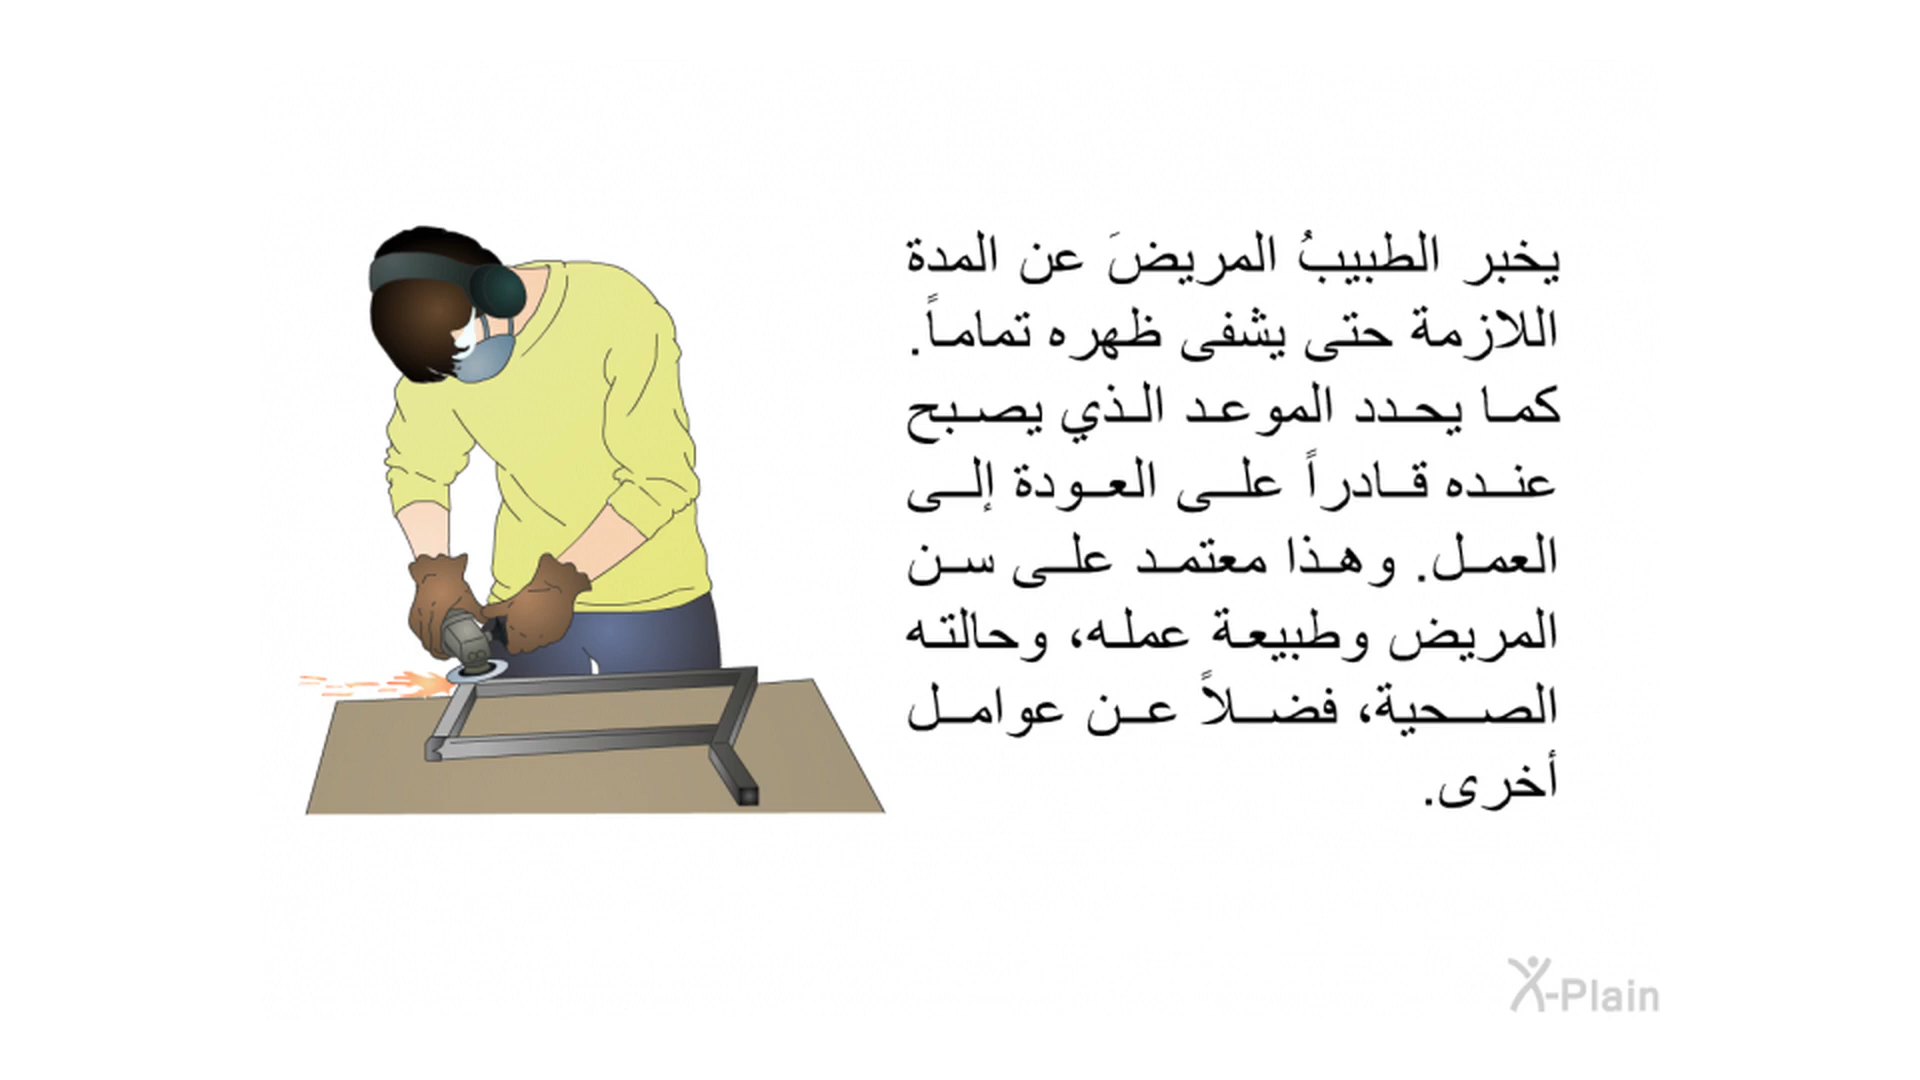 يخبر الطبيبُ المريضَ عن المدة
اللازمة حتى يشفى ظهره تماماً.
كما يحدد الموعد الذي يصبح
عنده قادراً على العودة إلى
العمل. وهذا معتمد على سن
المريض وطبيعة عمله، وحالته
الصحية، فضلاً عن عوامل
أخرى.
X-Plain